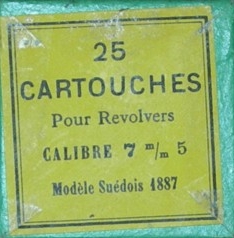 25
CARTOUCHES
Pour Revolvers
CALIBRE 7 m/m 5
Modèle Suédois 1887